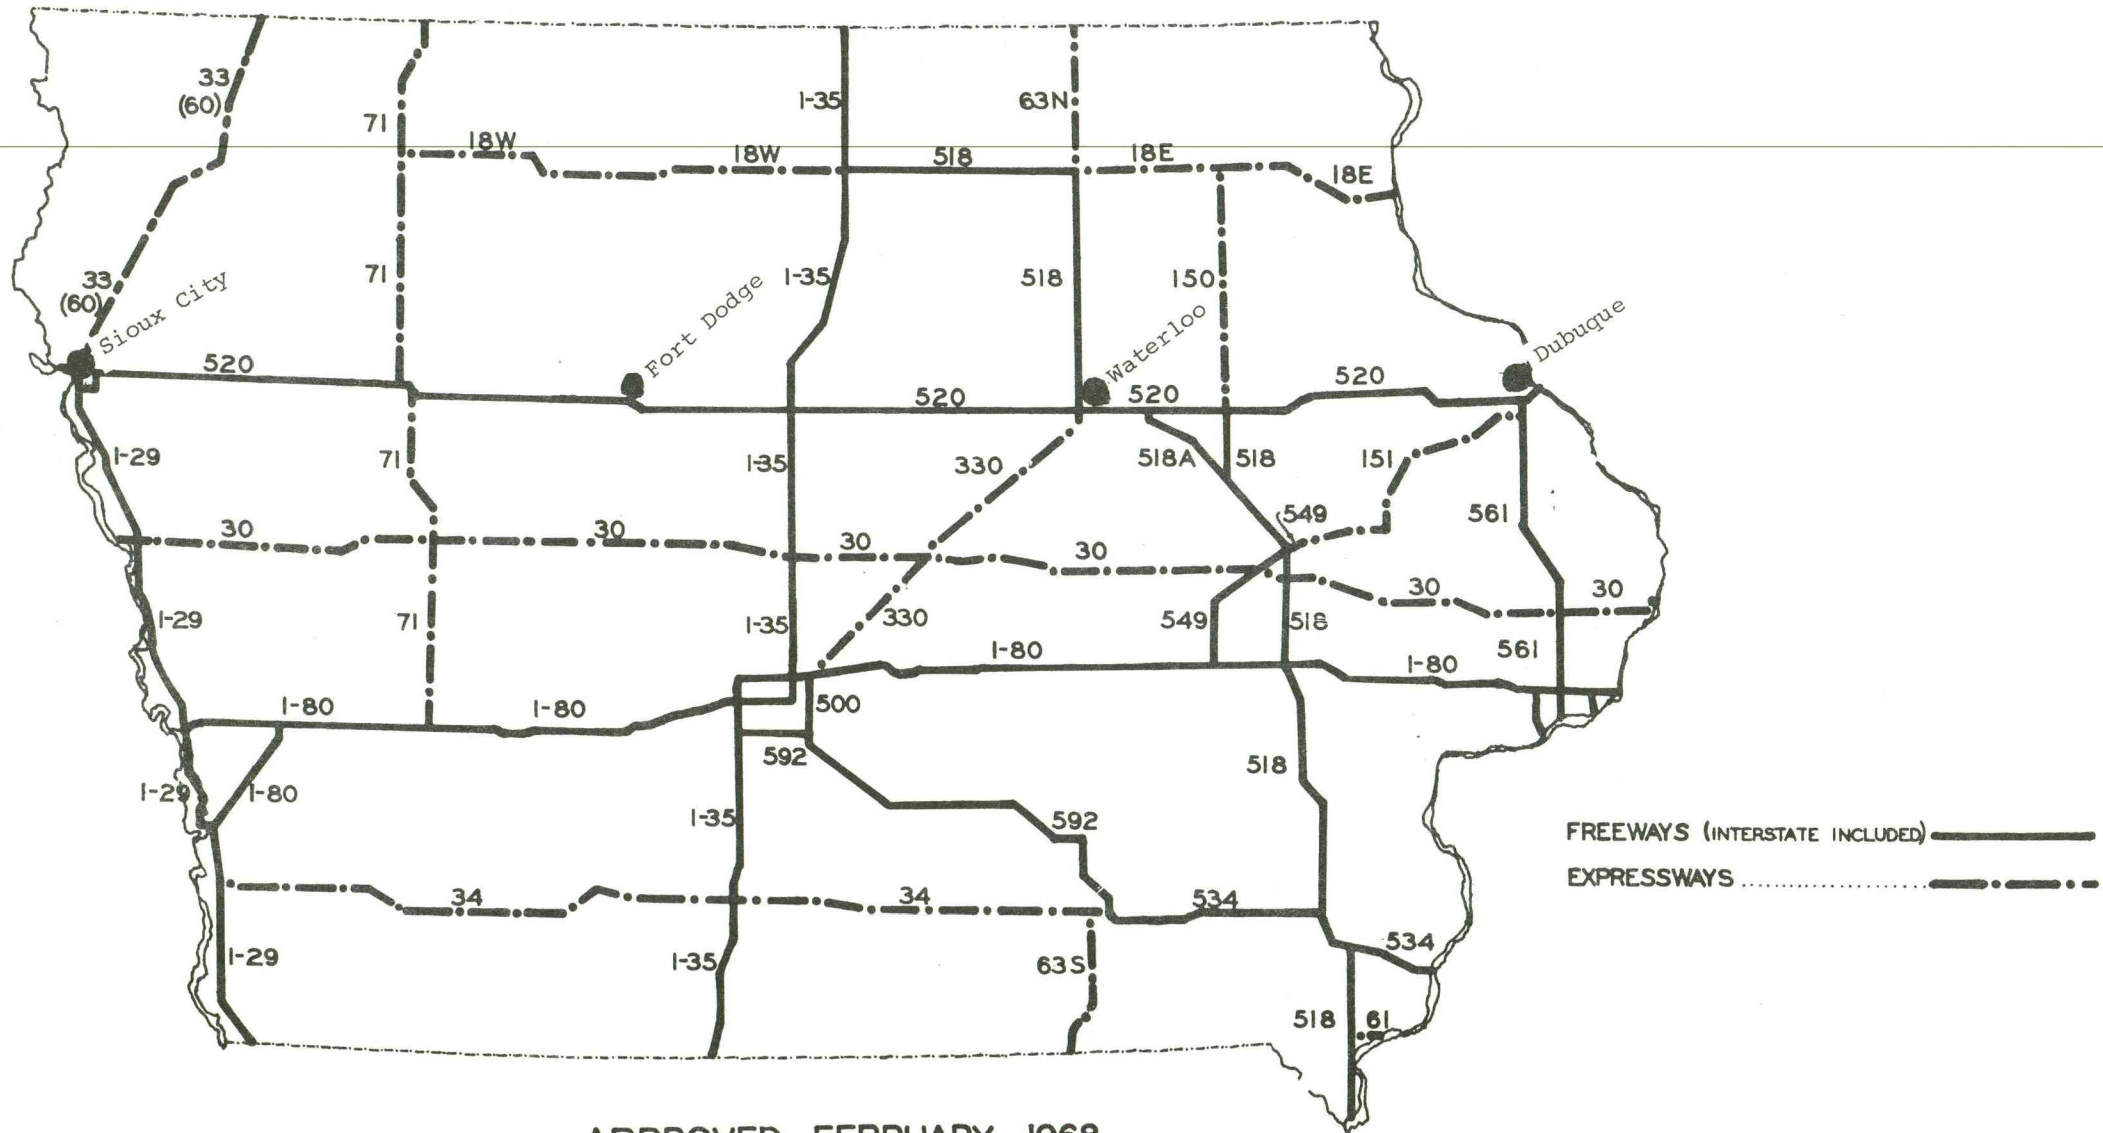 33
(60)
71
I-35
63N
18W
18W
518
18E
18E
33
(60)
Sioux City
71
Fort Dodge
I-35
518
150
Waterloo
Dubuque
520
520
520
520
I-29
71
I-35
330
518A
518
151
549
561
30
30
30
30
30
30
I-29
71
I-35
330
549
518
561
I-80
I-80
I-80
I-80
500
592
518
I-29
I-80
I-35
592
FREEWAYS (INTERSTATE INCLUDED)
EXPRESSWAYS
34
34
534
534
I-29
I-35
63S
518
61
APPROVED FEBRUARY 1968